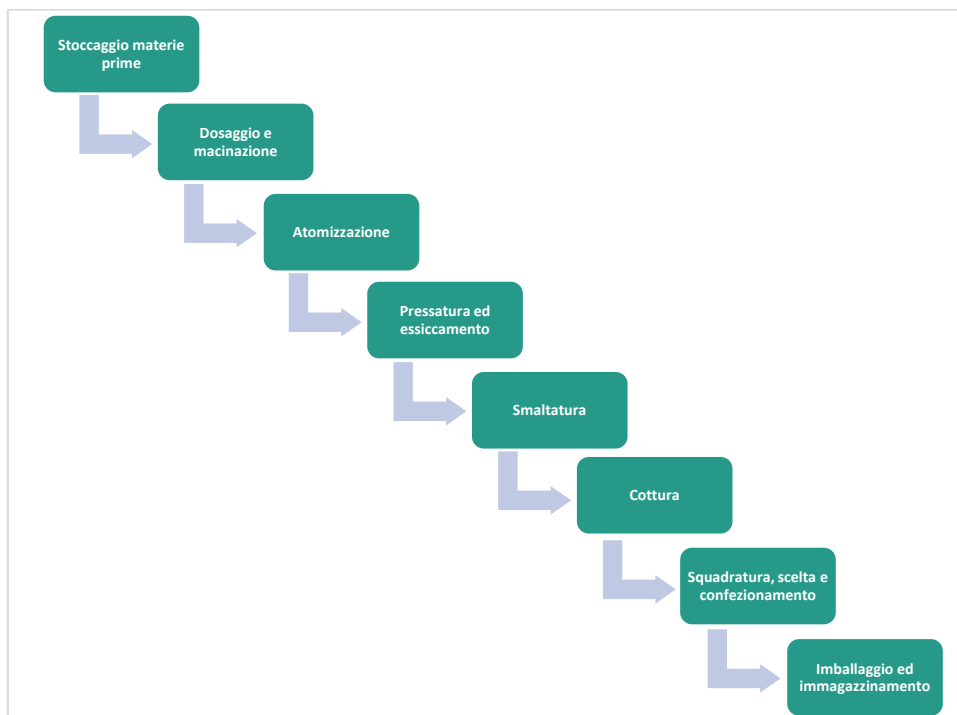 Stoccaggio materie
prime
Dosaggio e
macinazione
Atomizzazione
Pressatura ed
essiccamento
Smaltatura
Cottura
Squadratura, scelta e
confezionamento
Imballaggio ed
immagazzinamento